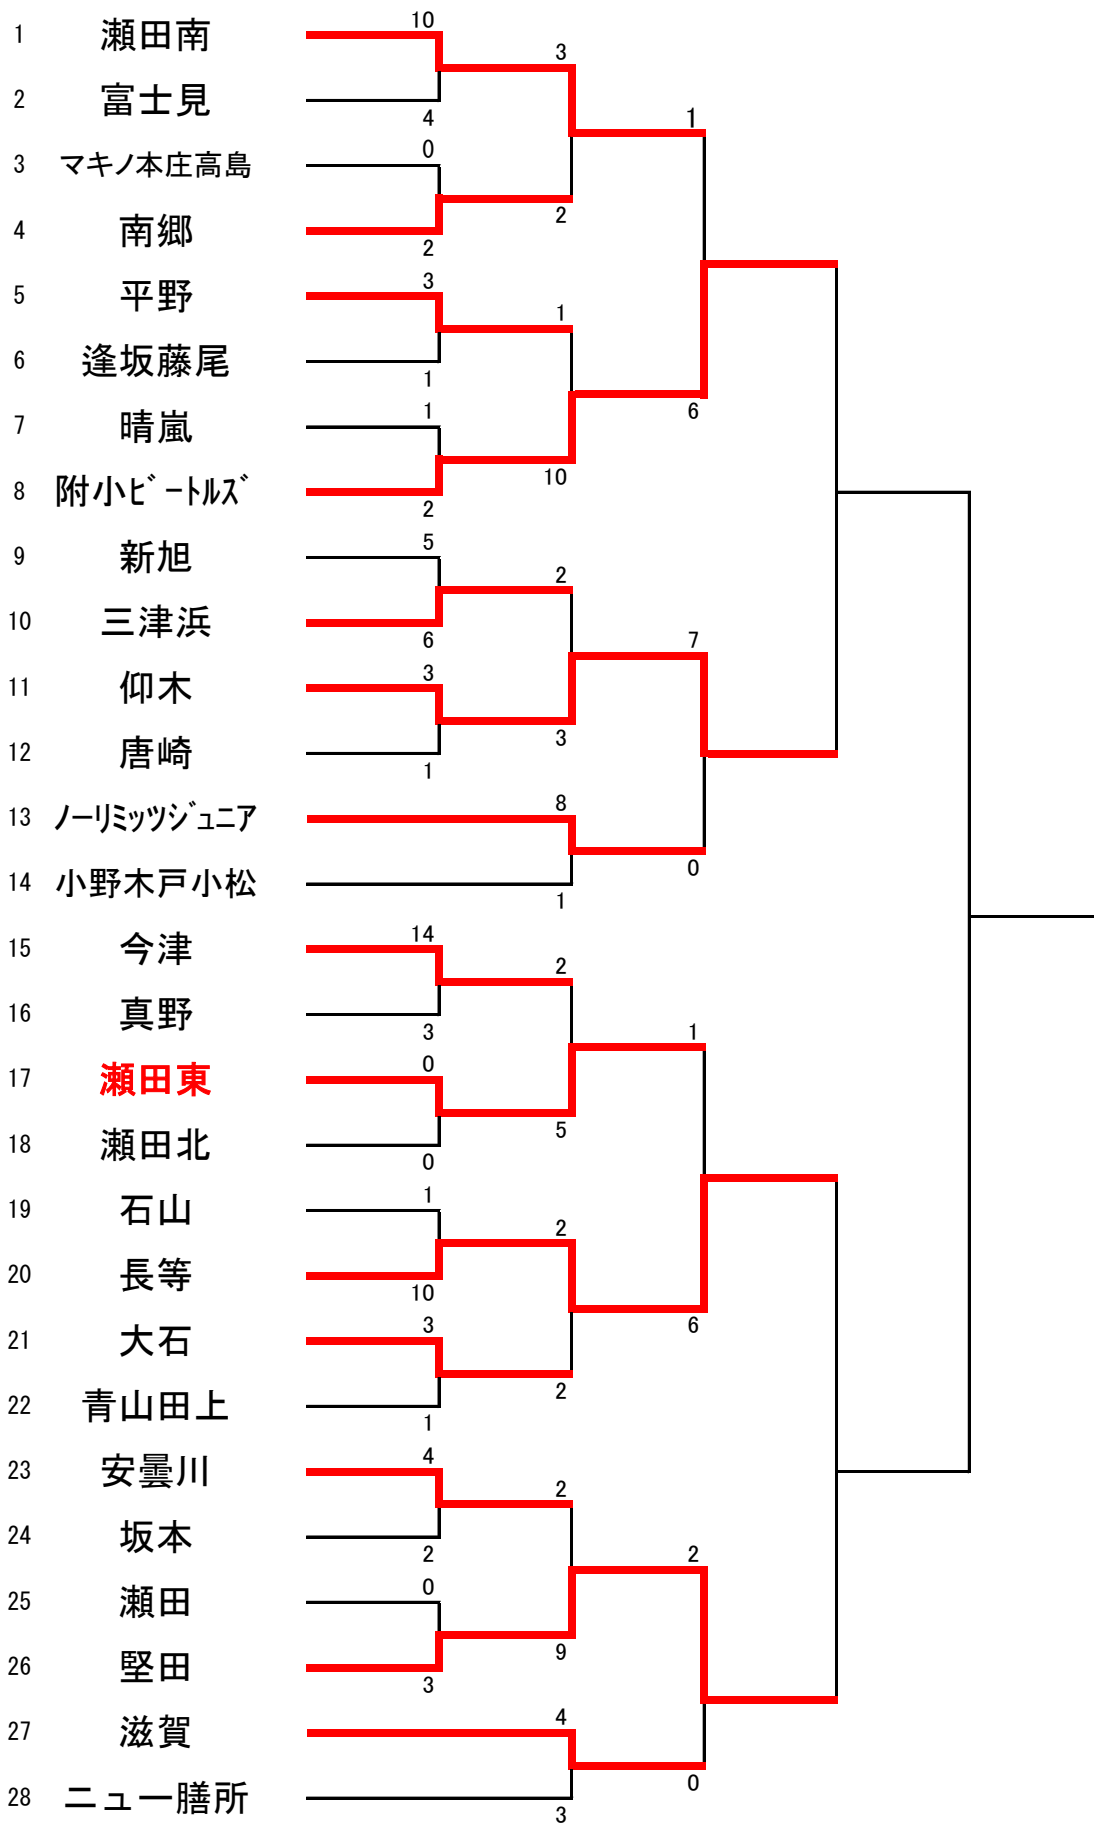 1 瀬田南 10
3
2 富士見 4
1
3 マキノ本庄高島 0
4 南郷 2
2
5 平野 3
1
6 逢坂藤尾 1
7 晴嵐 1
6
8 附小ﾋﾞｰﾄﾙｽﾞ 2
10
9 新旭 5
2
10 三津浜 6
7
11 仰木 3
3
12 唐崎 1
13 ﾉｰﾘﾐｯﾂｼﾞｭﾆｱ 8
0
14 小野木戸小松 1
15 今津 14
2
16 真野 3
1
17 瀬田東 0
5
18 瀬田北 0
19 石山 1
2
20 長等 10
6
21 大石 3
2
22 青山田上 1
23 安曇川 4
2
24 坂本 2
2
25 瀬田 0
9
26 堅田 3
27 滋賀 4
0
28 ニュー膳所 3